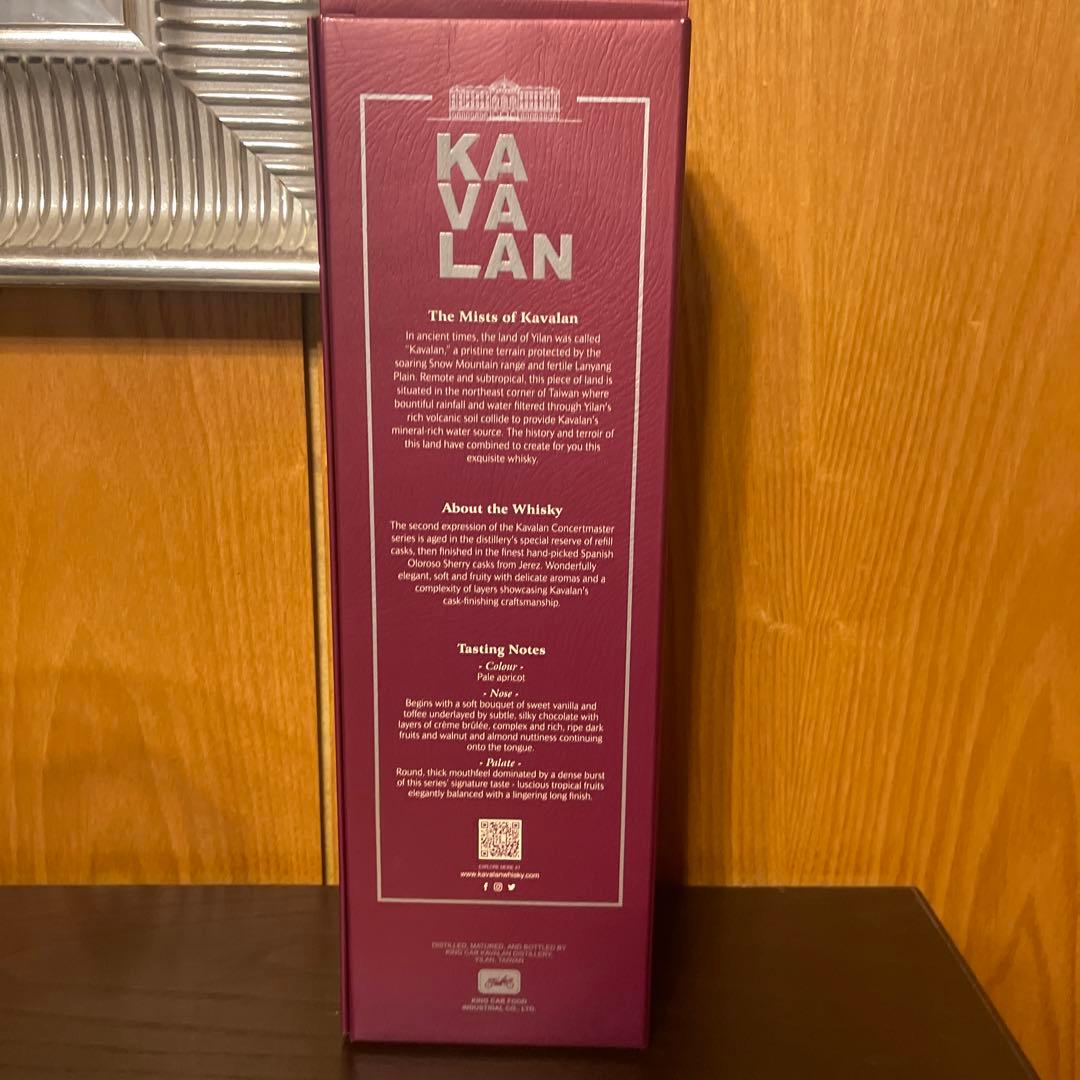 KA
VA
LAN
The Mists of Kavalan
In ancient times, the land of Yilan was called
"Kavalan," a pristine terrain protected by the
soaring Snow Mountain range and fertile Lanyang
Plain. Remote and subtropical, this piece of land is
situated in the northeast corner of Taiwan where
bountiful rainfall and water filtered through Yilan's
rich volcanic soil collide to provide Kavalan's
mineral-rich water source. The history and terroir of
this land have combined to create for you this
exquisite whisky.
About the Whisky
The second expression of the Kavalan Concertmaster
series is aged in the distillery's special reserve of refill
casks, then finished in the finest hand-picked Spanish
Oloroso Sherry casks from Jerez. Wonderfully
elegant, soft and fruity with delicate aromas and a
complexity of layers showcasing Kavalan's
cask-finishing craftsmanship.
Tasting Notes
- Colour -
Pale apricot
- Nose -
Begins with a soft bouquet of sweet vanilla and
toffee underlayed by subtle, silky chocolate with
layers of crème brûlée, complex and rich, ripe dark
fruits and walnut and almond nuttiness continuing
onto the tongue.
- Palate -
Round, thick mouthfeel dominated by a dense burst
of this series' signature taste - luscious tropical fruits
elegantly balanced with a lingering long finish.
EXPLORE MORE AT
www.kavalanwhisky.com
DISTILLED, MATURED, AND BOTTLED BY
KING CAR KAVALAN DISTILLERY,
YILAN, TAIWAN
KING CAR FOOD
INDUSTRIAL CO., LTD.